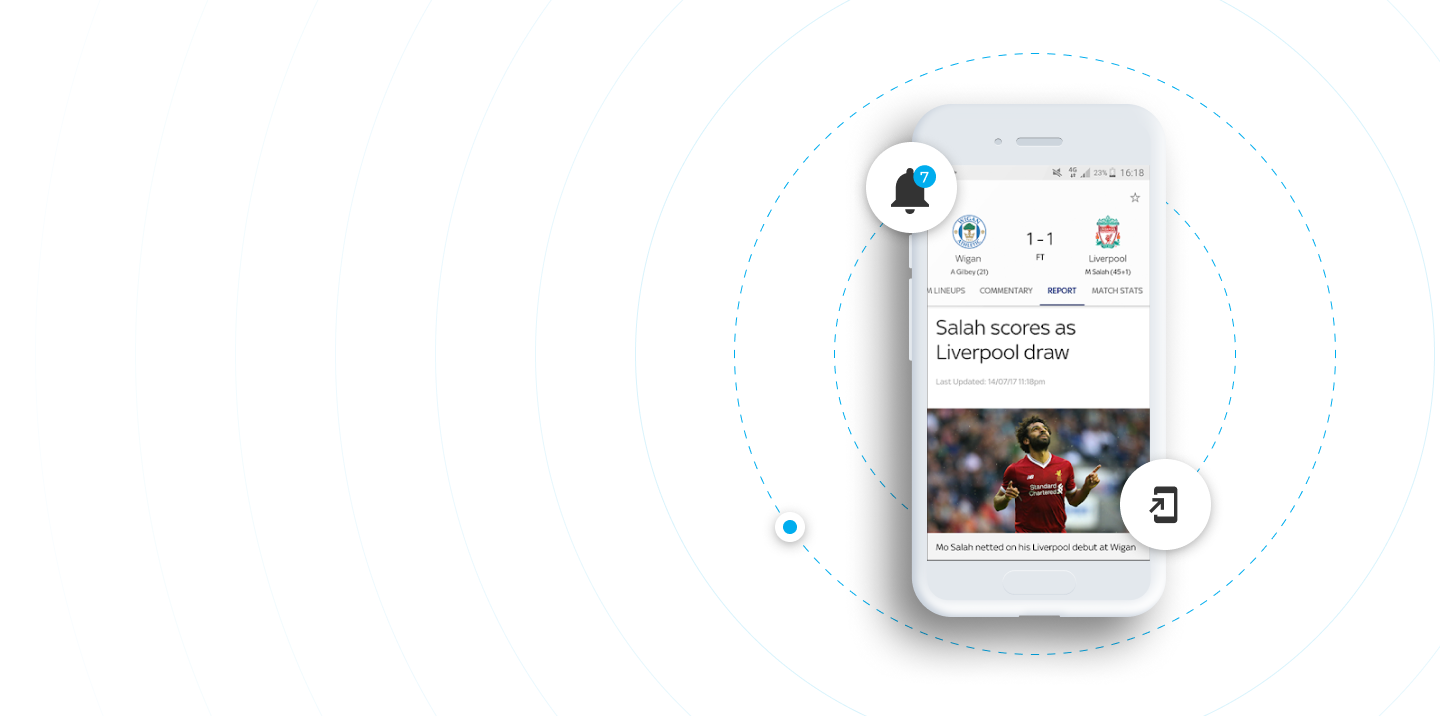 7
4G 23% 16:18
WIGAN
ATHLETIC
1 - 1
FT
Wigan
Liverpool
A Gilbey (21)
M Salah (45+1)
M LINEUPS COMMENTARY REPORT MATCH STATS
Salah scores as
Liverpool draw
Last Updated: 14/07/17 11:18pm
Standard
Chartered
Mo Salah netted on his Liverpool debut at Wigan